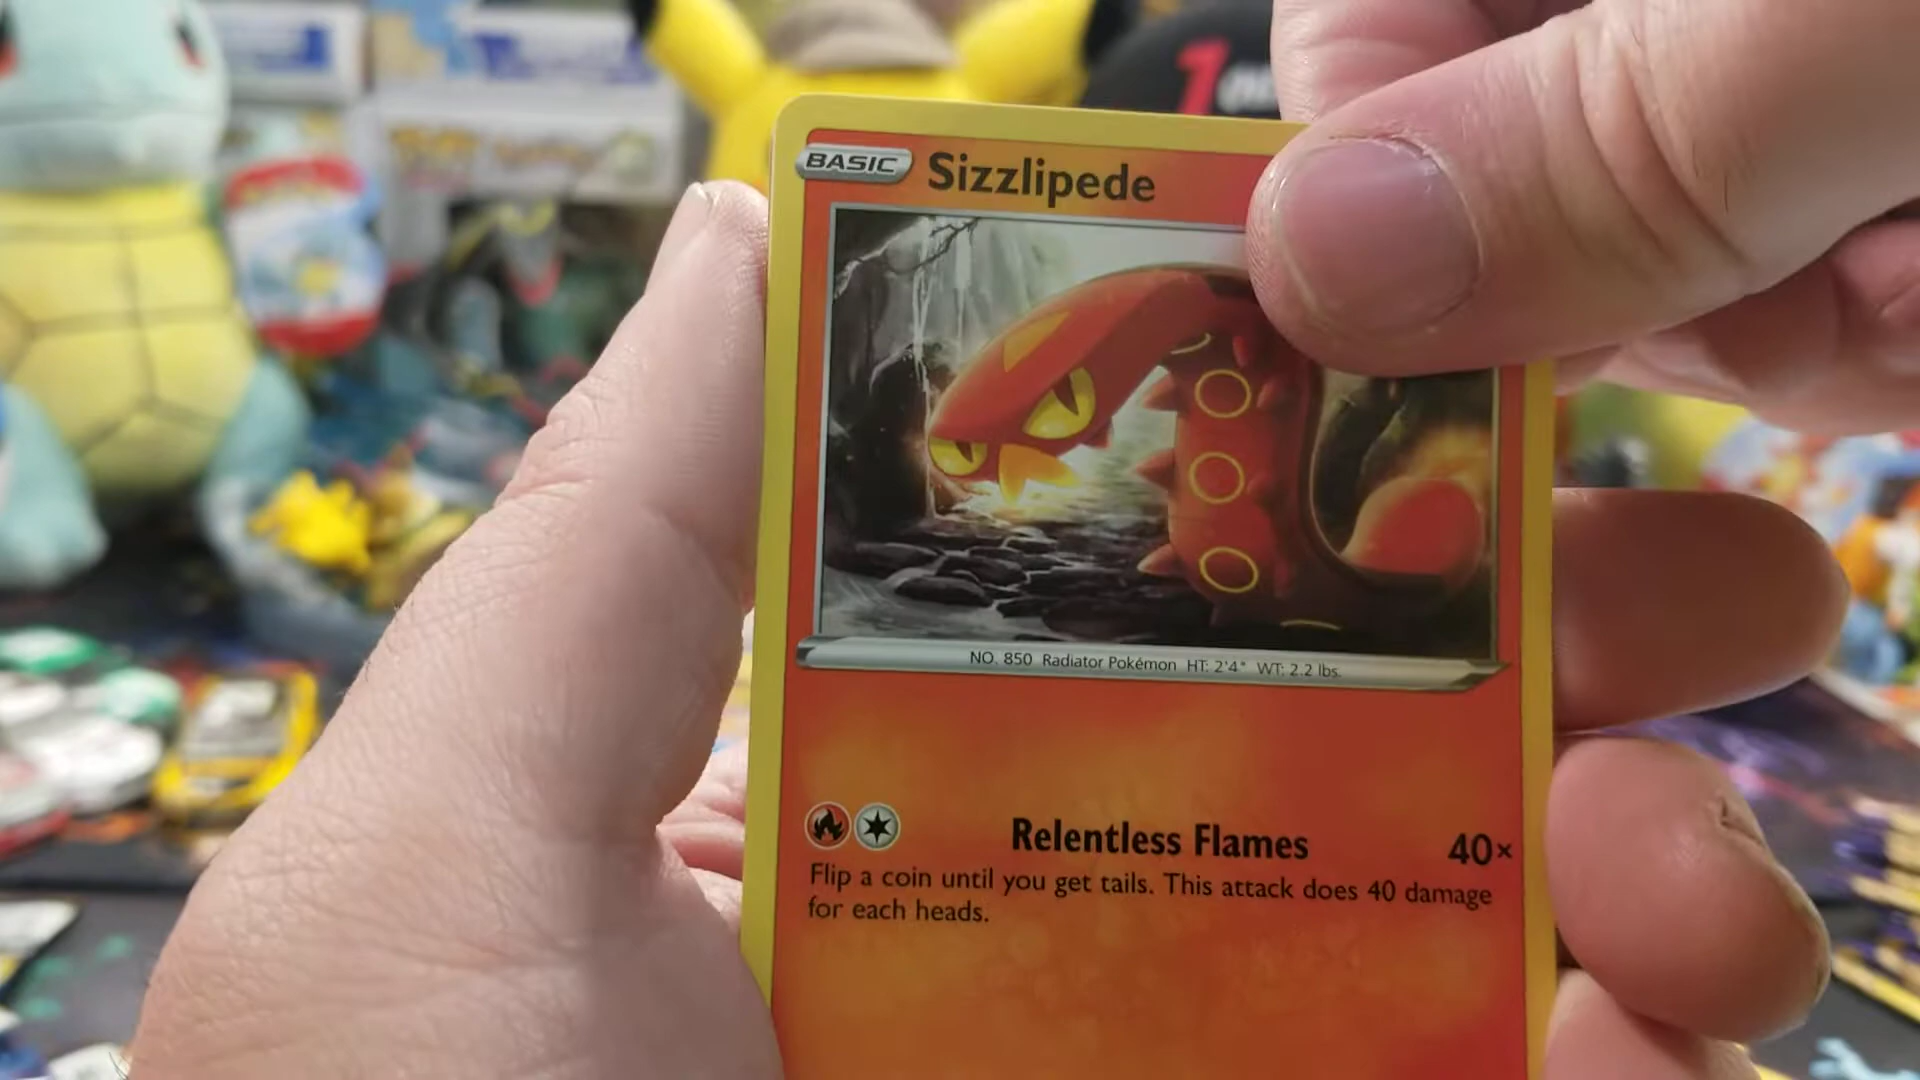 1
BASIC Sizzlipede
NO. 850 Radiator Pokémon HT: 2'4" WT: 2.2 lbs.
Relentless Flames 40×
Flip a coin until you get tails. This attack does 40 damage
for each heads.